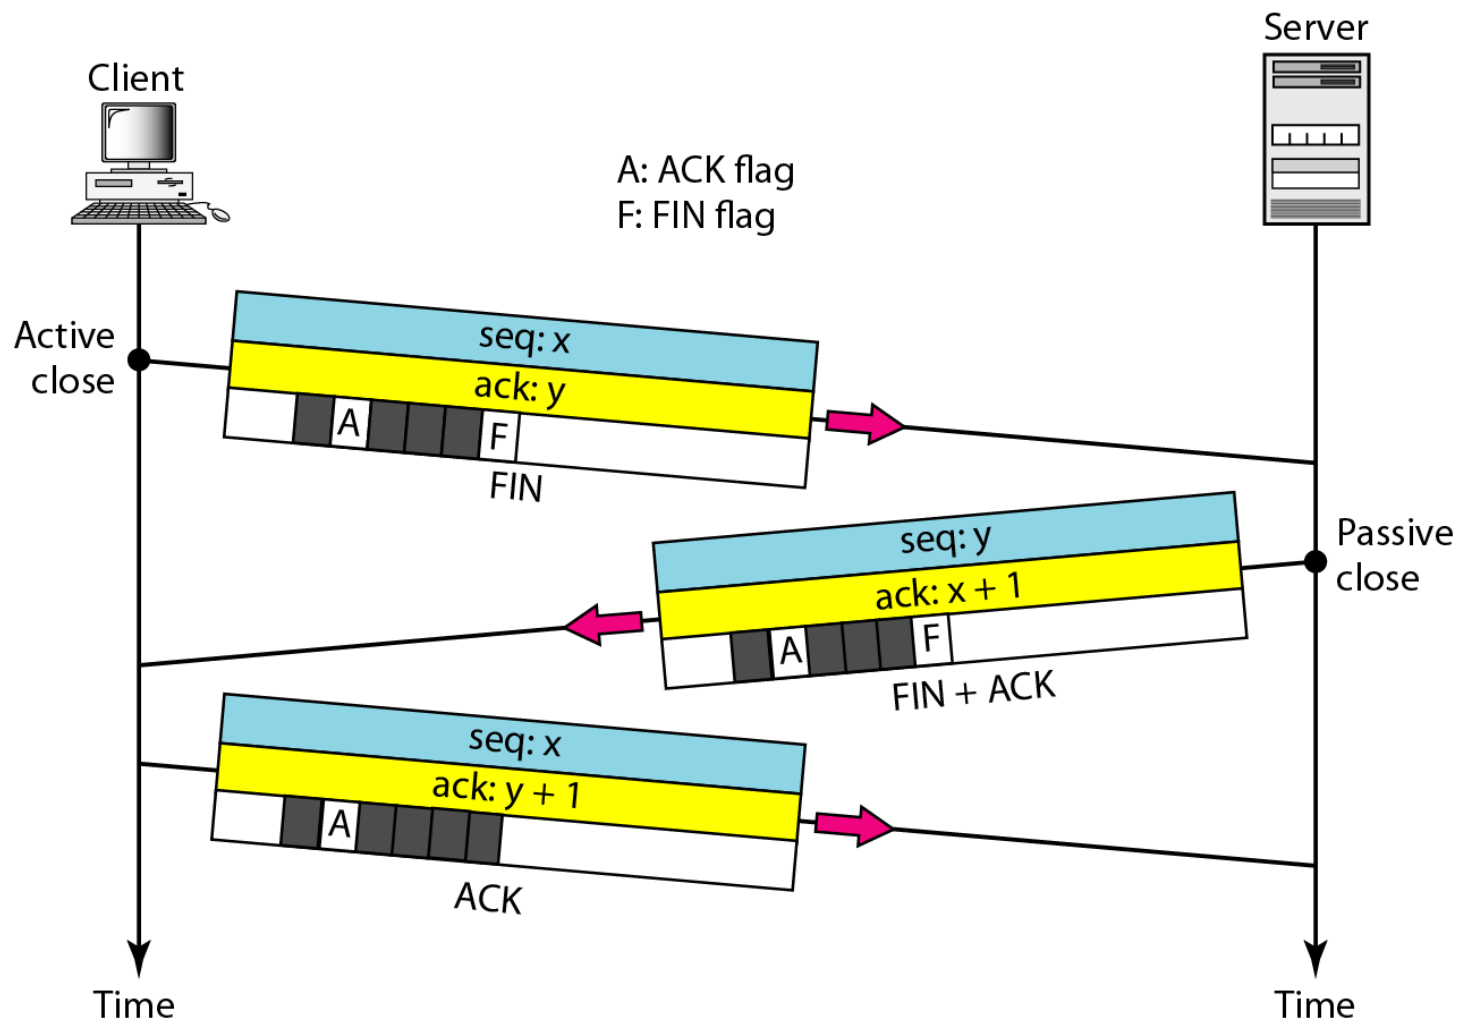 Server
Client
A: ACK flag
F: FIN flag
Active
close
seq: x
ack: y
A
F
FIN
Passive
close
seq: y
ack: x + 1
A
F
FIN + ACK
seq: x
ack: y + 1
A
ACK
Time
Time